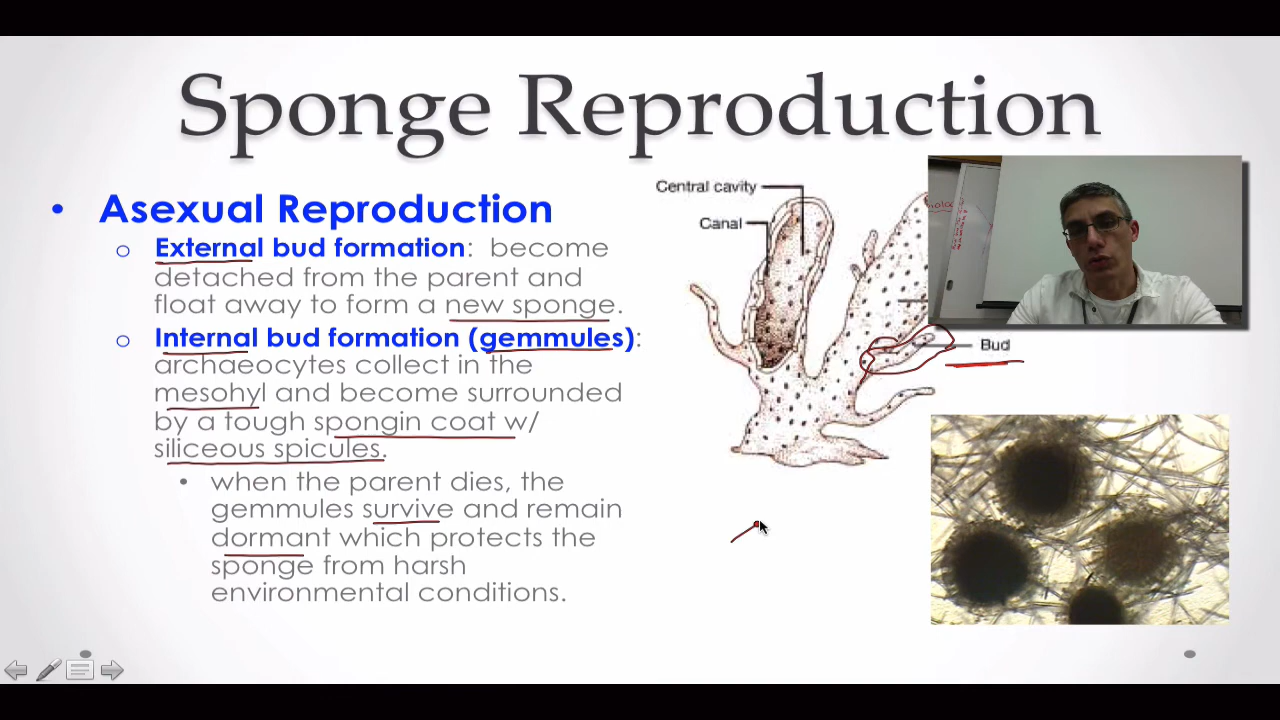 Sponge Reproduction
• Asexual Reproduction
o External bud formation: become
detached from the parent and
float away to form a new sponge.
o Internal bud formation (gemmules):
archaeocytes collect in the
mesohyl and become surrounded
by a tough spongin coat w/
siliceous spicules.
• when the parent dies, the
gemmules survive and remain
dormant which protects the
sponge from harsh
environmental conditions.
Central cavity
Canal
Bud